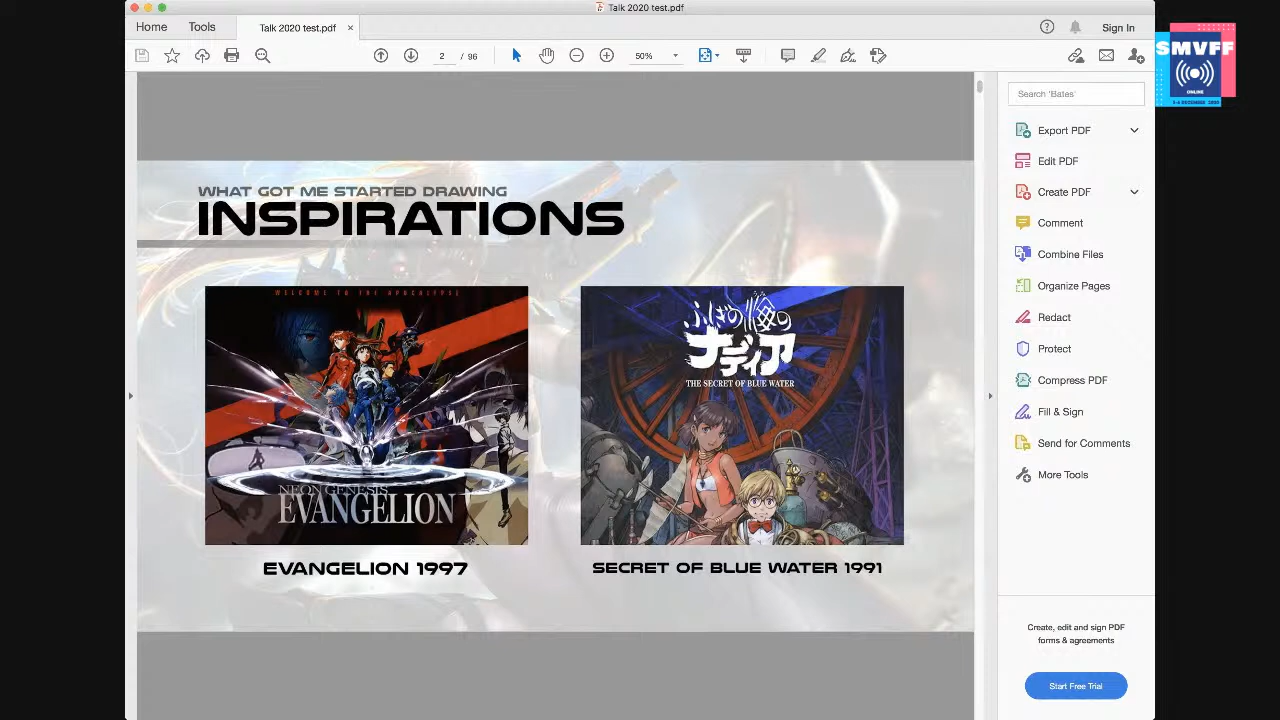 Talk 2020 test.pdf
Home
Tools
Talk 2020 test.pdf
Sign In
2 / 96
50%
SMVFF
ONLINE
Search 'Bates'
Export PDF
Edit PDF
Create PDF
Comment
Combine Files
Organize Pages
Redact
Protect
Compress PDF
Fill & Sign
Send for Comments
More Tools
Create, edit and sign PDF
forms & agreements
Start Free Trial
WHAT GOT ME STARTED DRAWING
INSPIRATIONS
WELCOME TO THE APOCALYPSE
NEON GENESIS
EVANGELION
ふしぎの海の
ナディア
THE SECRET OF BLUE WATER
EVANGELION 1997
SECRET OF BLUE WATER 1991